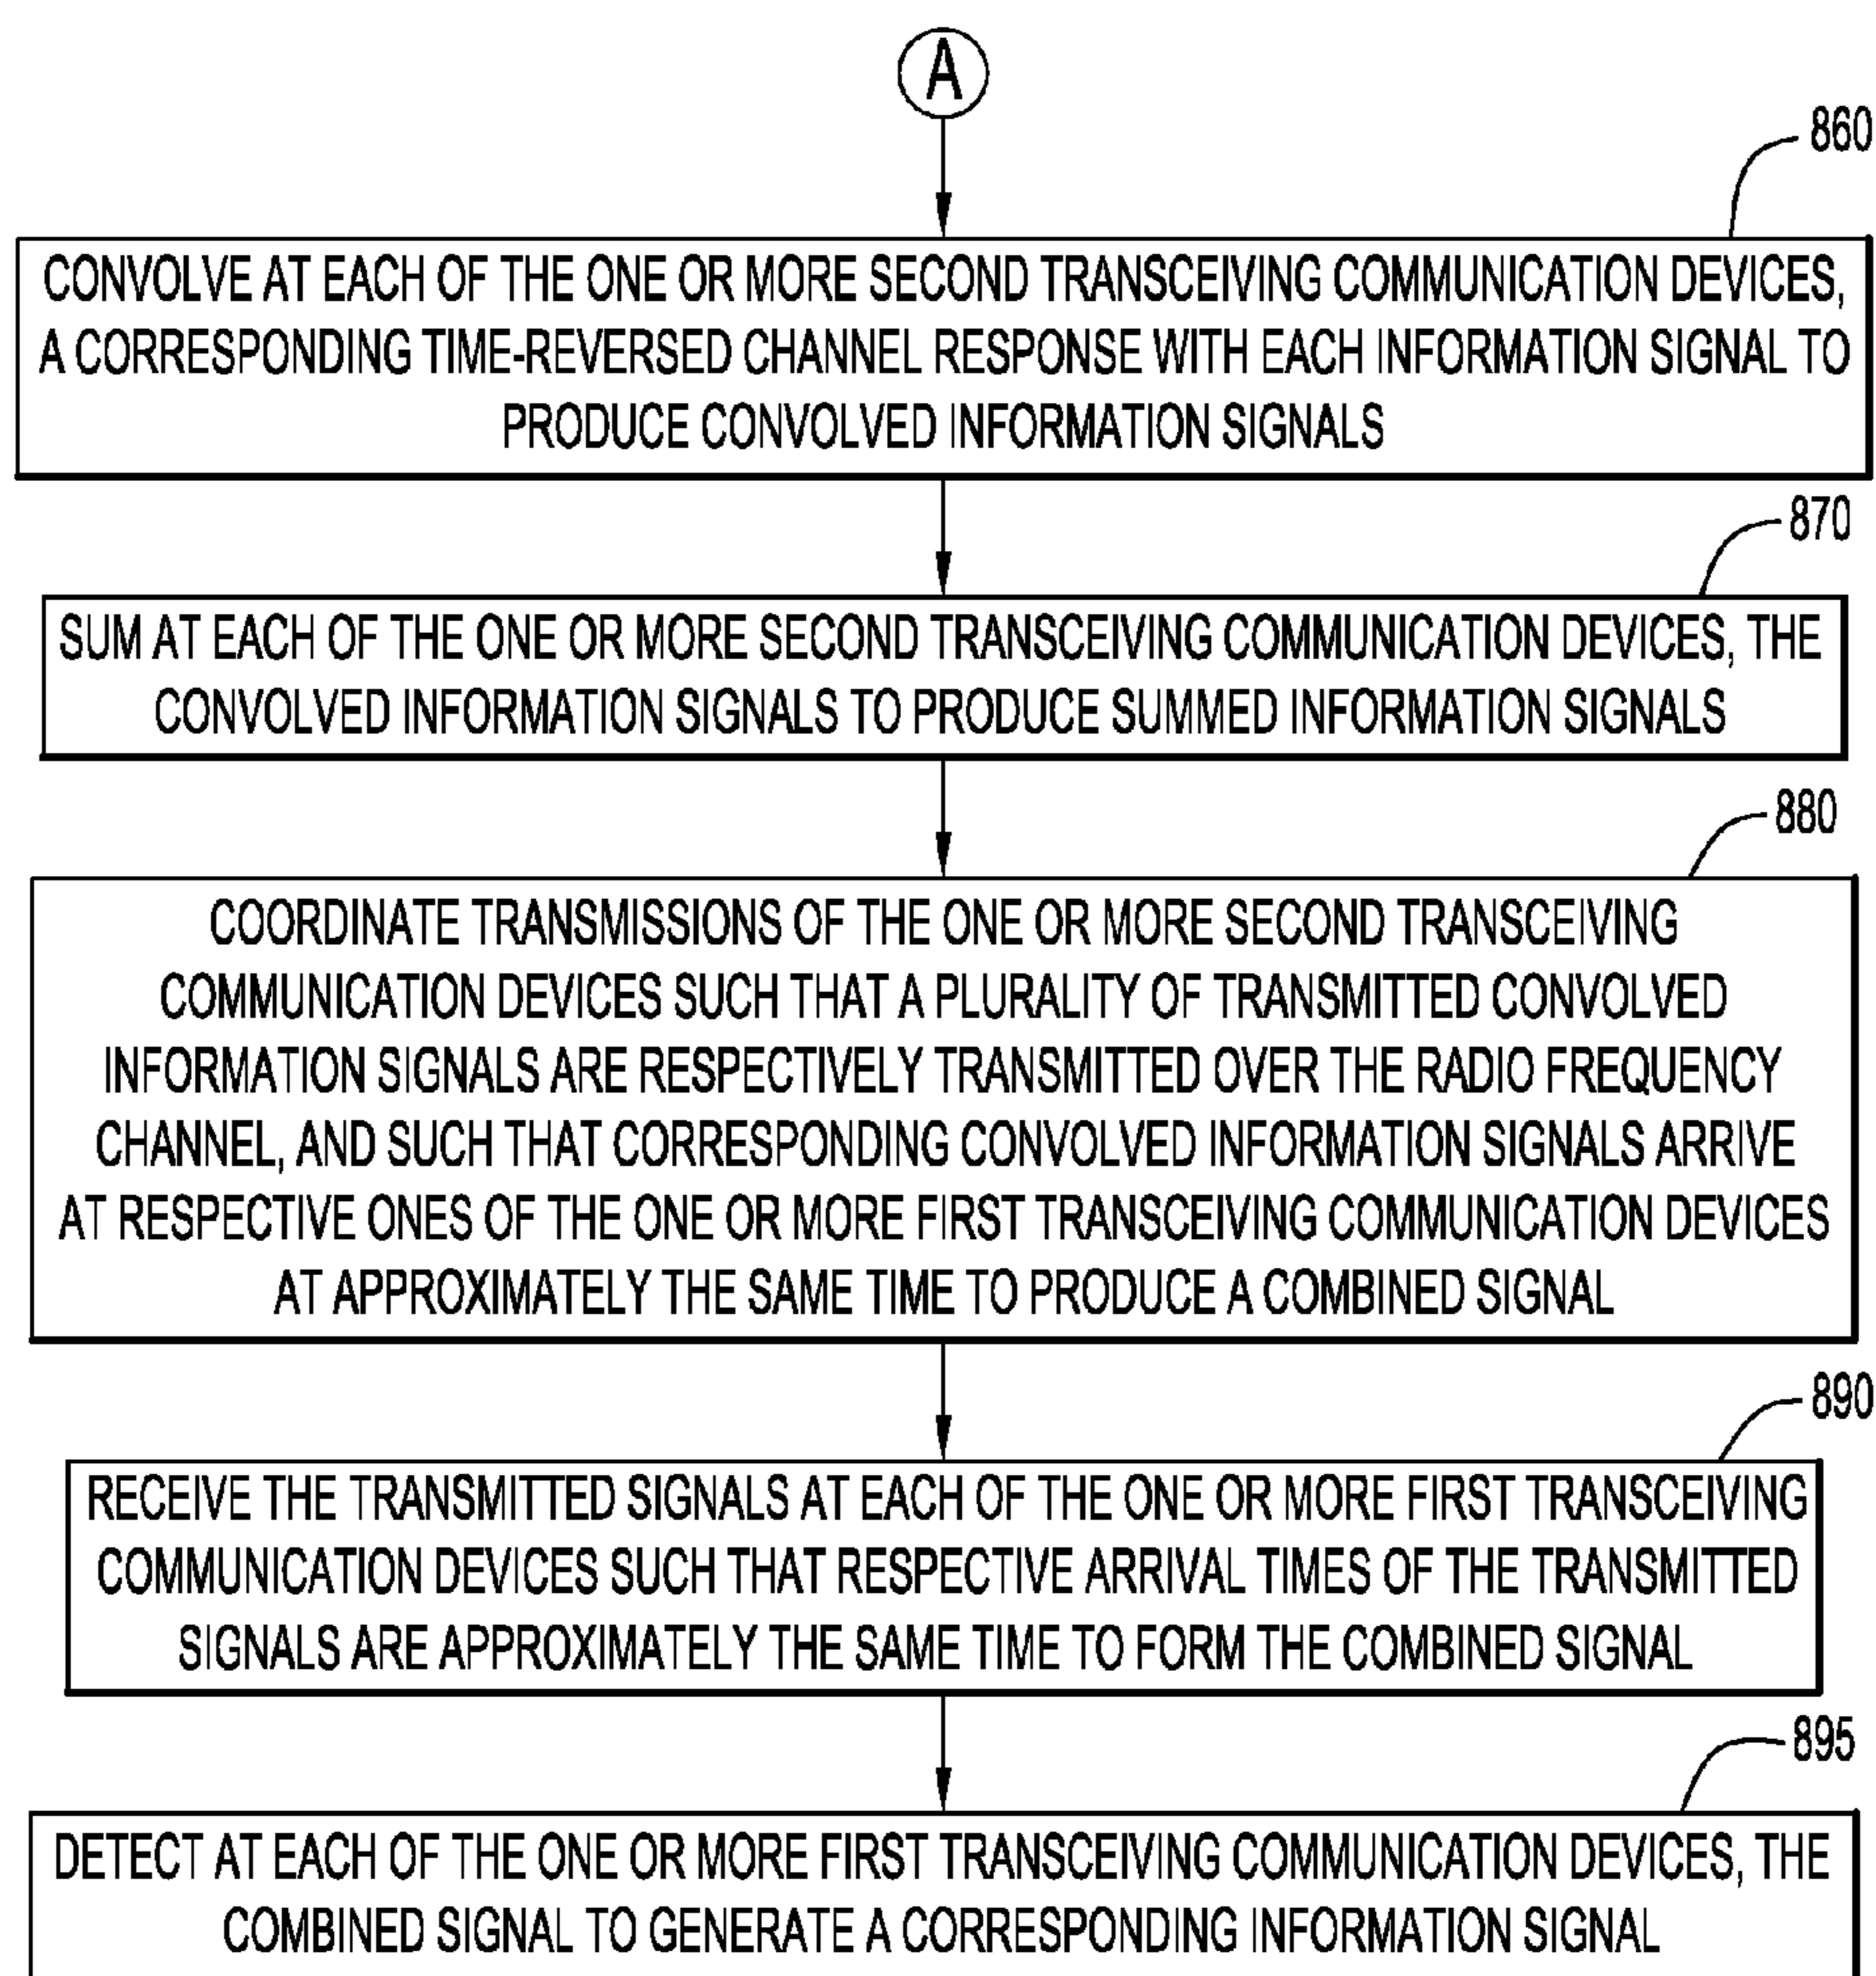 A
860
CONVOLVE AT EACH OF THE ONE OR MORE SECOND TRANSCEIVING COMMUNICATION DEVICES,
A CORRESPONDING TIME-REVERSED CHANNEL RESPONSE WITH EACH INFORMATION SIGNAL TO
PRODUCE CONVOLVED INFORMATION SIGNALS
870
SUM AT EACH OF THE ONE OR MORE SECOND TRANSCEIVING COMMUNICATION DEVICES, THE
CONVOLVED INFORMATION SIGNALS TO PRODUCE SUMMED INFORMATION SIGNALS
880
COORDINATE TRANSMISSIONS OF THE ONE OR MORE SECOND TRANSCEIVING
COMMUNICATION DEVICES SUCH THAT A PLURALITY OF TRANSMITTED CONVOLVED
INFORMATION SIGNALS ARE RESPECTIVELY TRANSMITTED OVER THE RADIO FREQUENCY
CHANNEL, AND SUCH THAT CORRESPONDING CONVOLVED INFORMATION SIGNALS ARRIVE
AT RESPECTIVE ONES OF THE ONE OR MORE FIRST TRANSCEIVING COMMUNICATION DEVICES
AT APPROXIMATELY THE SAME TIME TO PRODUCE A COMBINED SIGNAL
890
RECEIVE THE TRANSMITTED SIGNALS AT EACH OF THE ONE OR MORE FIRST TRANSCEIVING
COMMUNICATION DEVICES SUCH THAT RESPECTIVE ARRIVAL TIMES OF THE TRANSMITTED
SIGNALS ARE APPROXIMATELY THE SAME TIME TO FORM THE COMBINED SIGNAL
895
DETECT AT EACH OF THE ONE OR MORE FIRST TRANSCEIVING COMMUNICATION DEVICES, THE
COMBINED SIGNAL TO GENERATE A CORRESPONDING INFORMATION SIGNAL